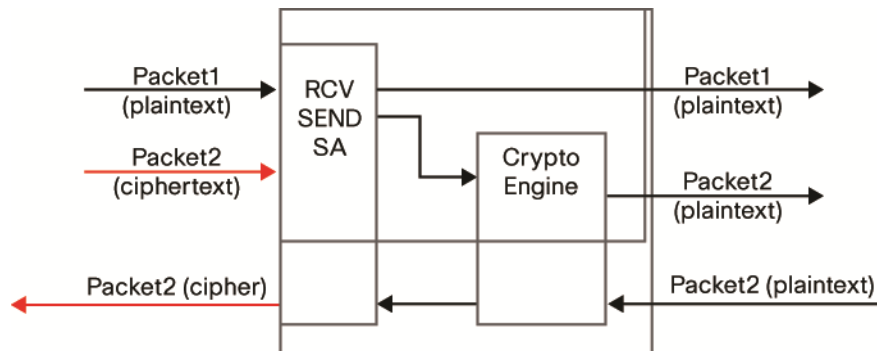 Packet1
(plaintext)
Packet2
(ciphertext)
RCV
SEND
SA
Crypto
Engine
Packet1
(plaintext)
Packet2
(plaintext)
Packet2 (cipher)
Packet2 (plaintext)